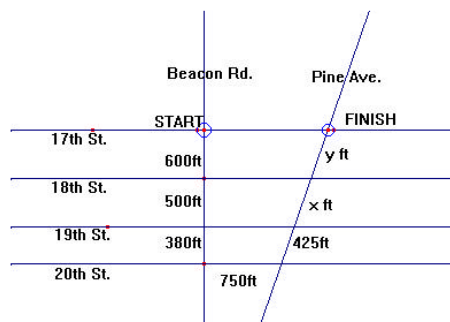 Beacon Rd.
Pine Ave.
START
FINISH
17th St.
600ft
y ft
18th St.
500ft
x ft
19th St.
380ft
425ft
20th St.
750ft